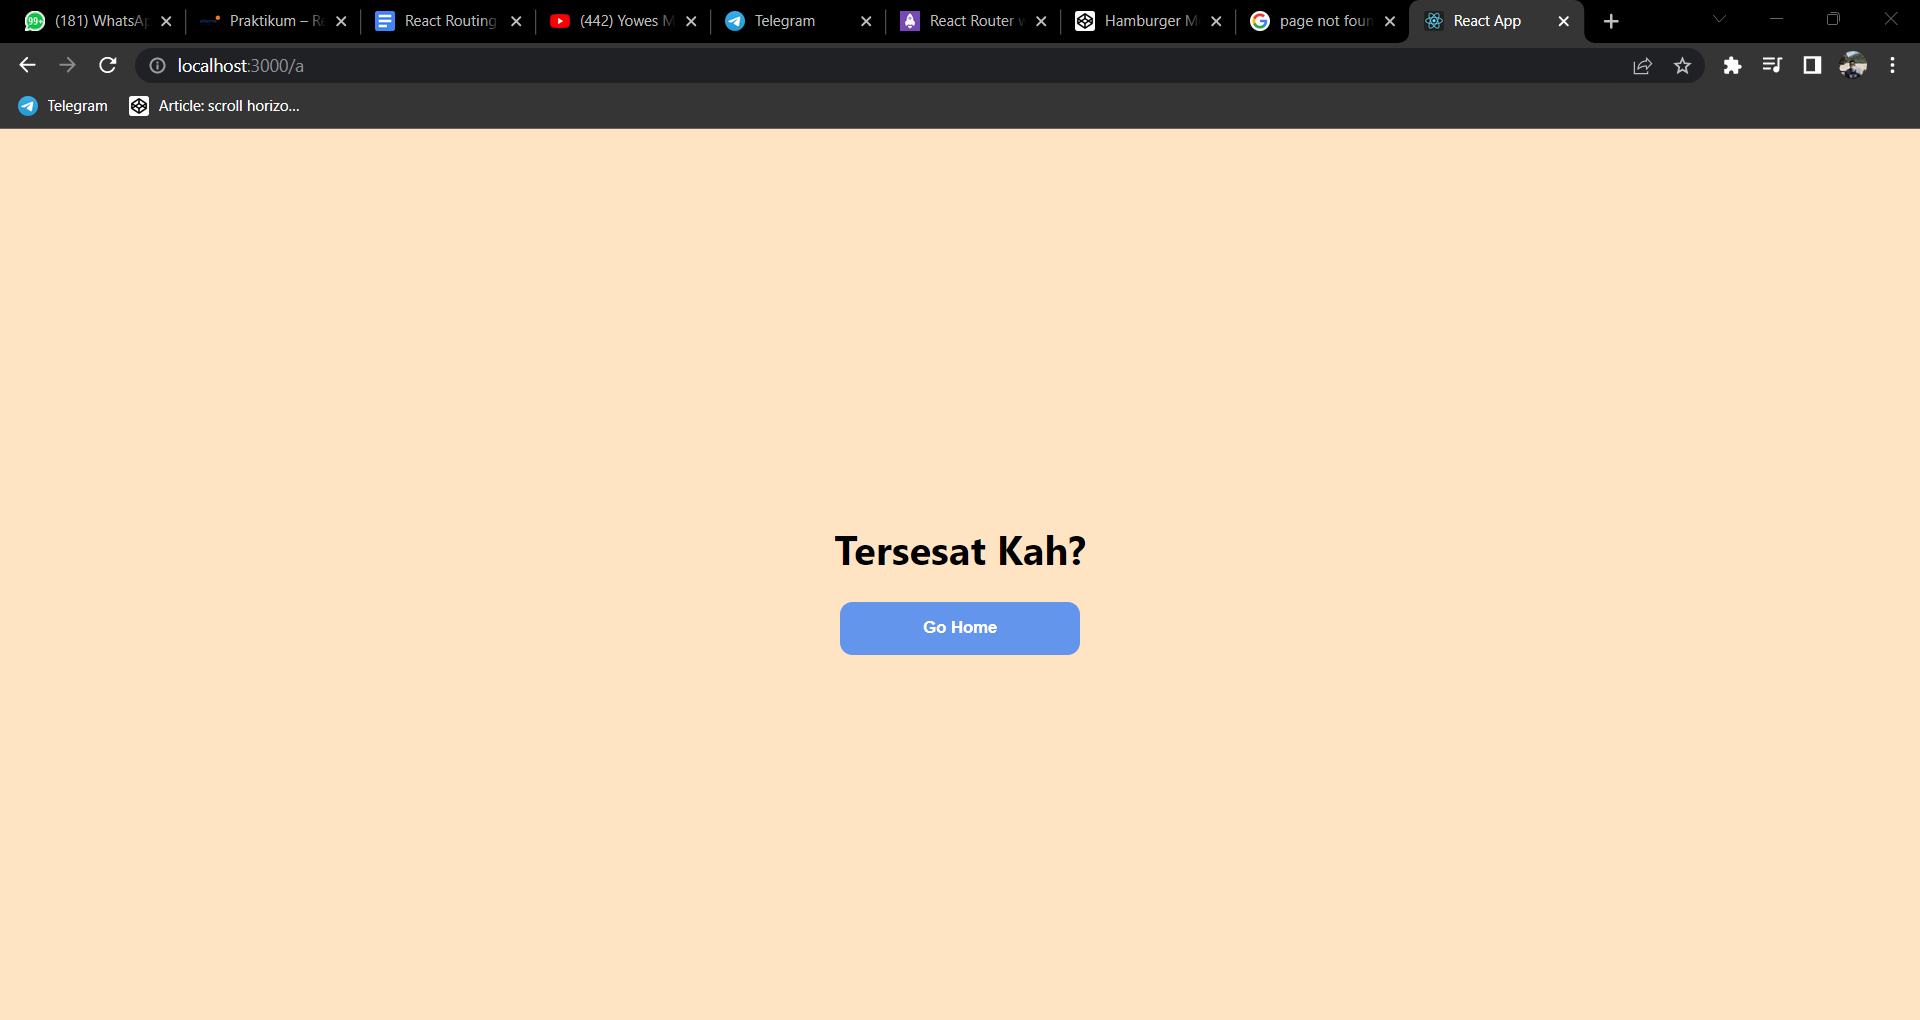 99+ (181) WhatsAp
Praktikum – Re
React Routing
(442) Yowes M
Telegram
React Router
Hamburger M
page not foun
React App
localhost:3000/a
Telegram
Article: scroll horizo...
Tersesat Kah?
Go Home